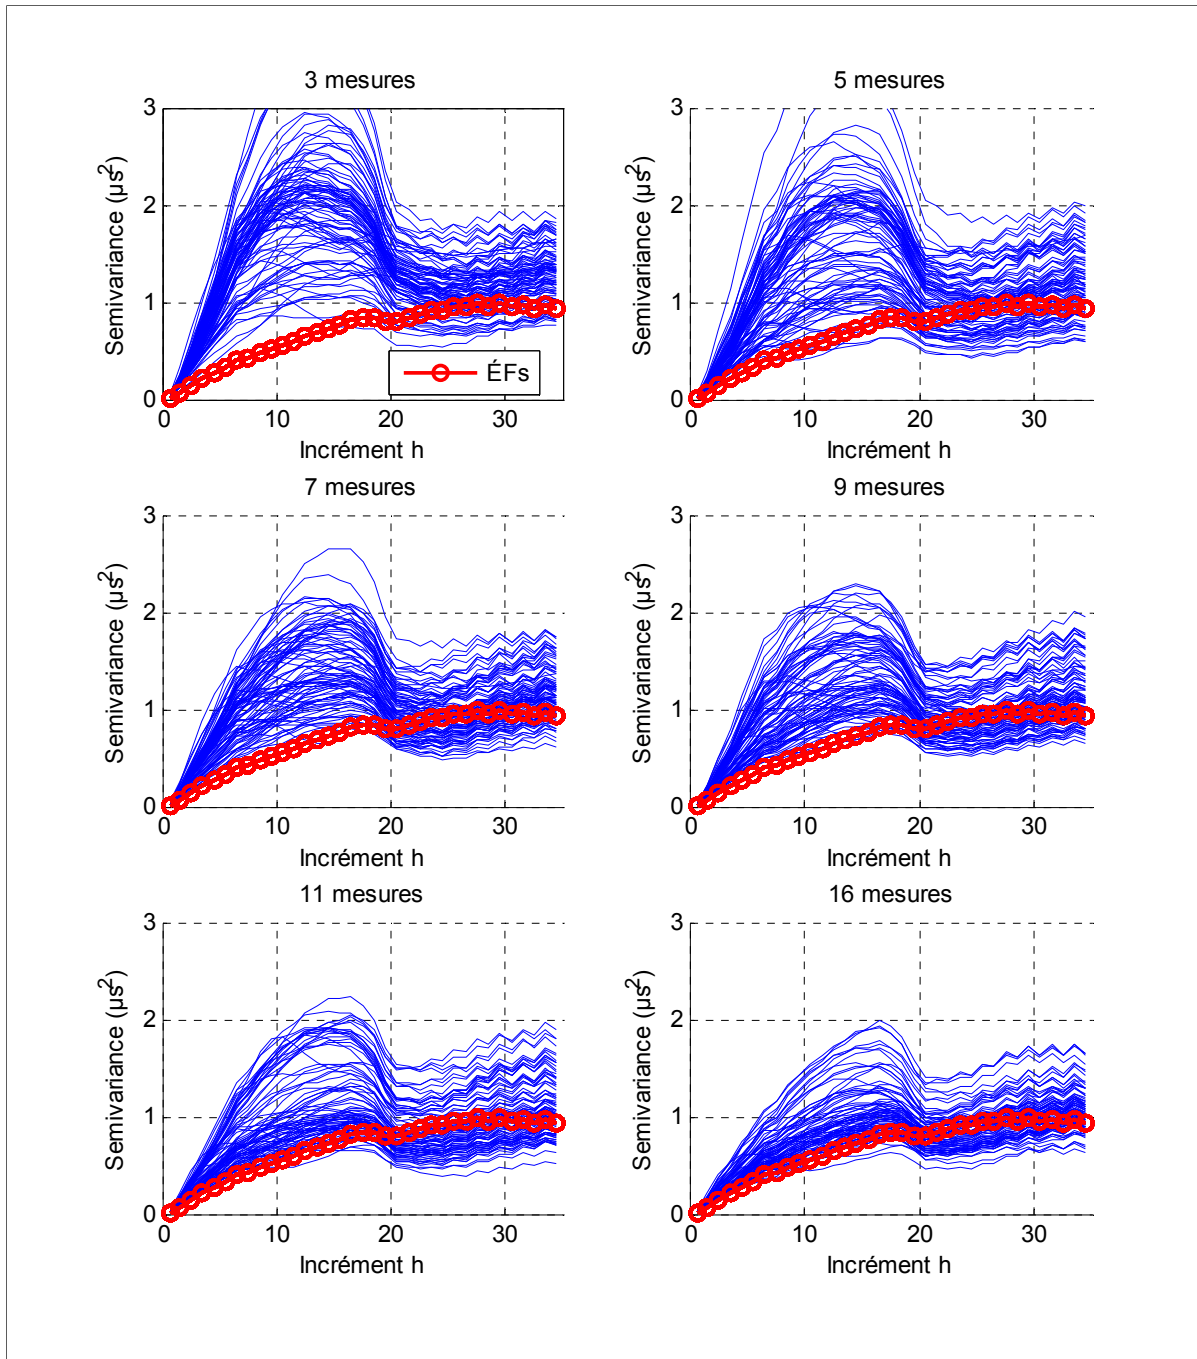 3 mesures
Semivariance (µs²)
3
2
1
0
0 10 20 30
Incrément h
ÉFs
5 mesures
Semivariance (µs²)
3
2
1
0
0 10 20 30
Incrément h
7 mesures
Semivariance (µs²)
3
2
1
0
0 10 20 30
Incrément h
9 mesures
Semivariance (µs²)
3
2
1
0
0 10 20 30
Incrément h
11 mesures
Semivariance (µs²)
3
2
1
0
0 10 20 30
Incrément h
16 mesures
Semivariance (µs²)
3
2
1
0
0 10 20 30
Incrément h